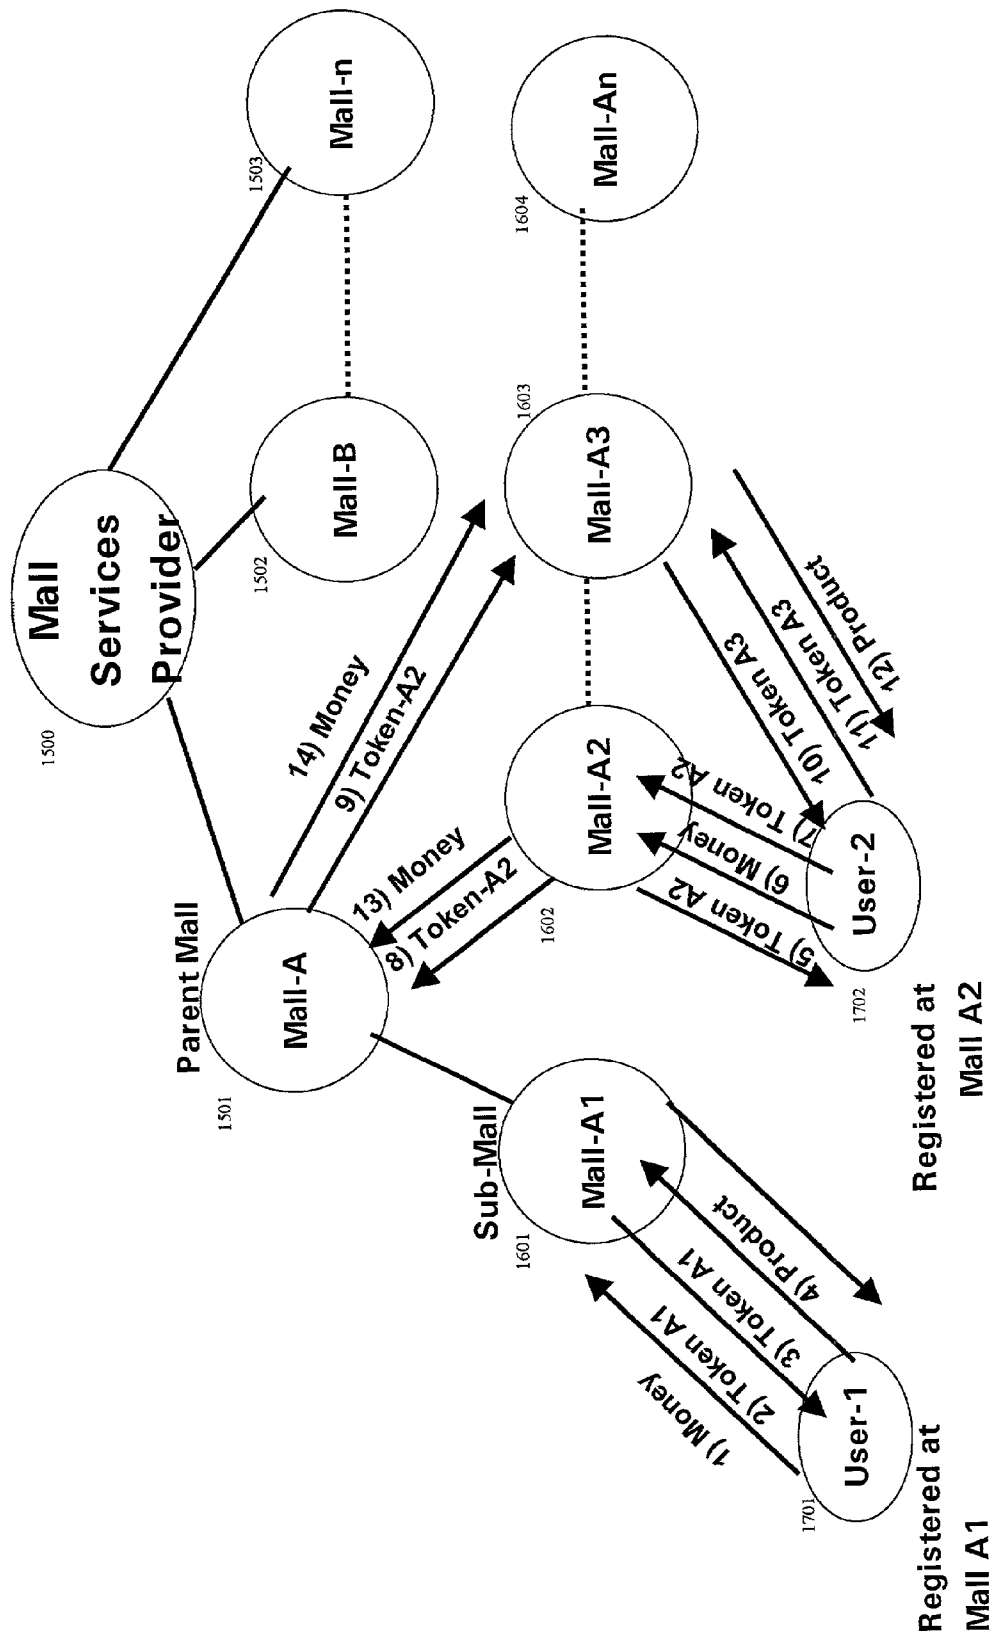 1500
Mall
Services
Provider
1502
Mall-B
1503
Mall-n
Parent Mall
1501
Mall-A
14) Money
9) Token-A2
13) Money
8) Token-A2
Sub-Mall
1601
Mall-A1
1602
Mall-A2
1603
Mall-A3
1604
Mall-An
1) Money
2) Token A1
3) Token A1
4) Product
5) Token A2
6) Money
7) Token A2
10) Token A3
11) Token A3
12) Product
1701
User-1
Registered at
Mall A1
1702
User-2
Registered at
Mall A2